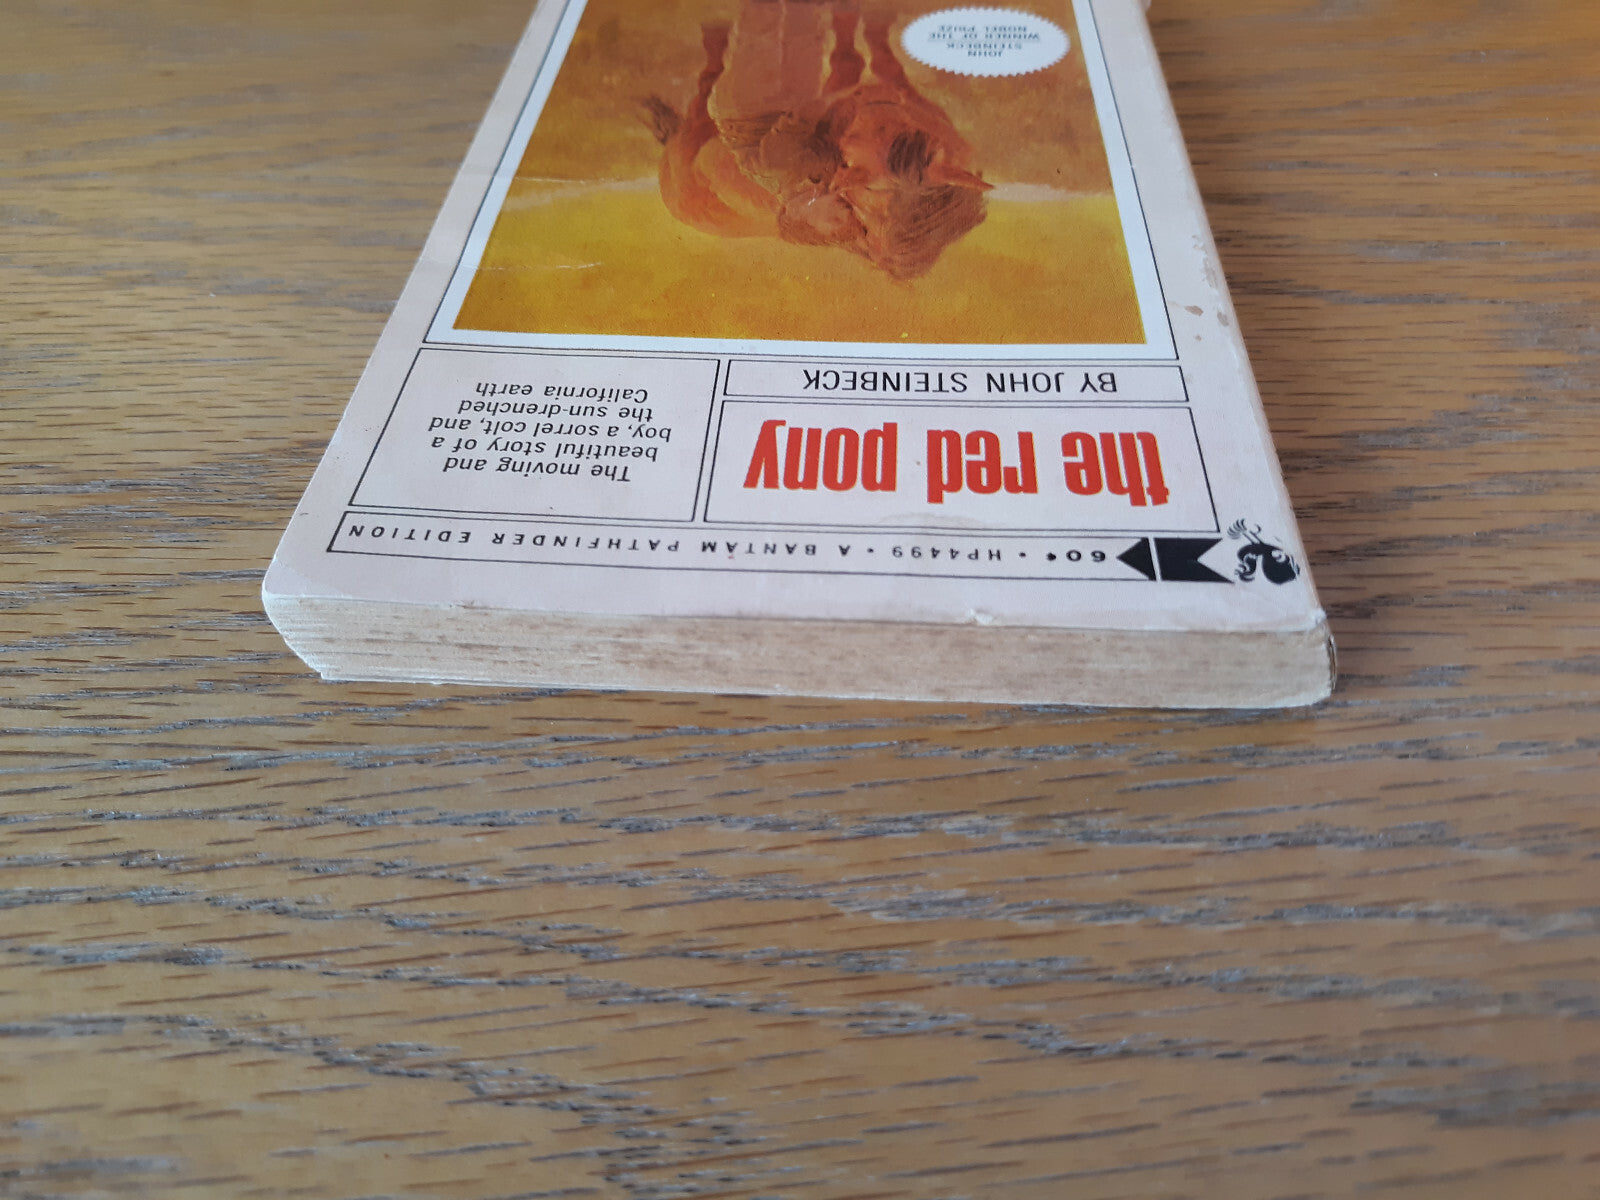 60¢ • HP4499 • A BANTAM PATHFINDER EDITION
the red pony
BY JOHN STEINBECK
The moving and
beautiful story of a
boy, a sorrel colt, and
the sun-drenched
California earth
JOHN
STEINBECK
WINNER OF THE
NOBEL PRIZE